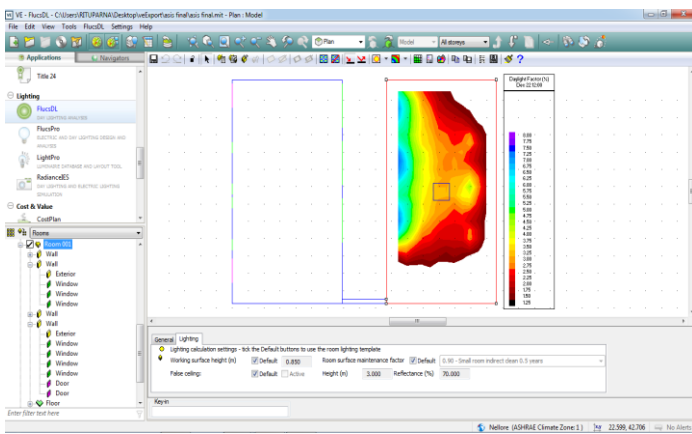 VE - FlucsDL - C:\Users\RITUPARNA\Desktop\veExport\asis final\asis final.mit - Plan : Model
File Edit View Tools FlucsDL Settings Help
Plan Model All storeys
Applications Navigators
Title 24
Lighting
FlucsDL
DAY LIGHTING ANALYSIS
FlucsPro
ELECTRIC AND DAY LIGHTING DESIGN AND
ANALYSIS
LightPro
LUMINAIRE DATABASE AND LAYOUT TOOL
RadianceIES
DAY LIGHTING AND ELECTRIC LIGHTING
SIMULATION
Cost & Value
CostPlan
Rooms
Room 001
Wall
Wall
Exterior
Window
Window
Window
Wall
Wall
Exterior
Window
Window
Window
Window
Door
Door
Floor
Enter filter text here
Daylight Factor (%)
Dec 22 12:00
8.00
7.75
7.50
7.25
7.00
6.75
6.50
6.25
6.00
5.75
5.50
5.25
5.00
4.75
4.50
4.25
4.00
3.75
3.50
3.25
3.00
2.75
2.50
2.25
2.00
1.75
1.50
1.25
General Lighting
Lighting calculation settings - tick the Default buttons to use the room lighting template
Working surface height (m) Default 0.850 Room surface maintenance factor Default 0.90 - Small room indirect clean 0.5 years
False ceiling: Default Active Height (m) 3.000 Reflectance (%) 70.000
Key in
Nellore (ASHRAE Climate Zone: 1) 22.599, 42.706 No Alerts